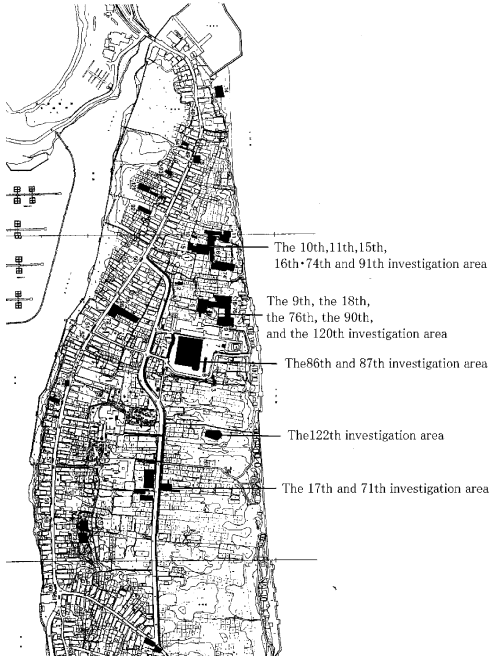 The 10th,11th,15th,
16th・74th and 91th investigation area
The 9th, the 18th,
the 76th, the 90th,
and the 120th investigation area
The86th and 87th investigation area
The122th investigation area
The 17th and 71th investigation area